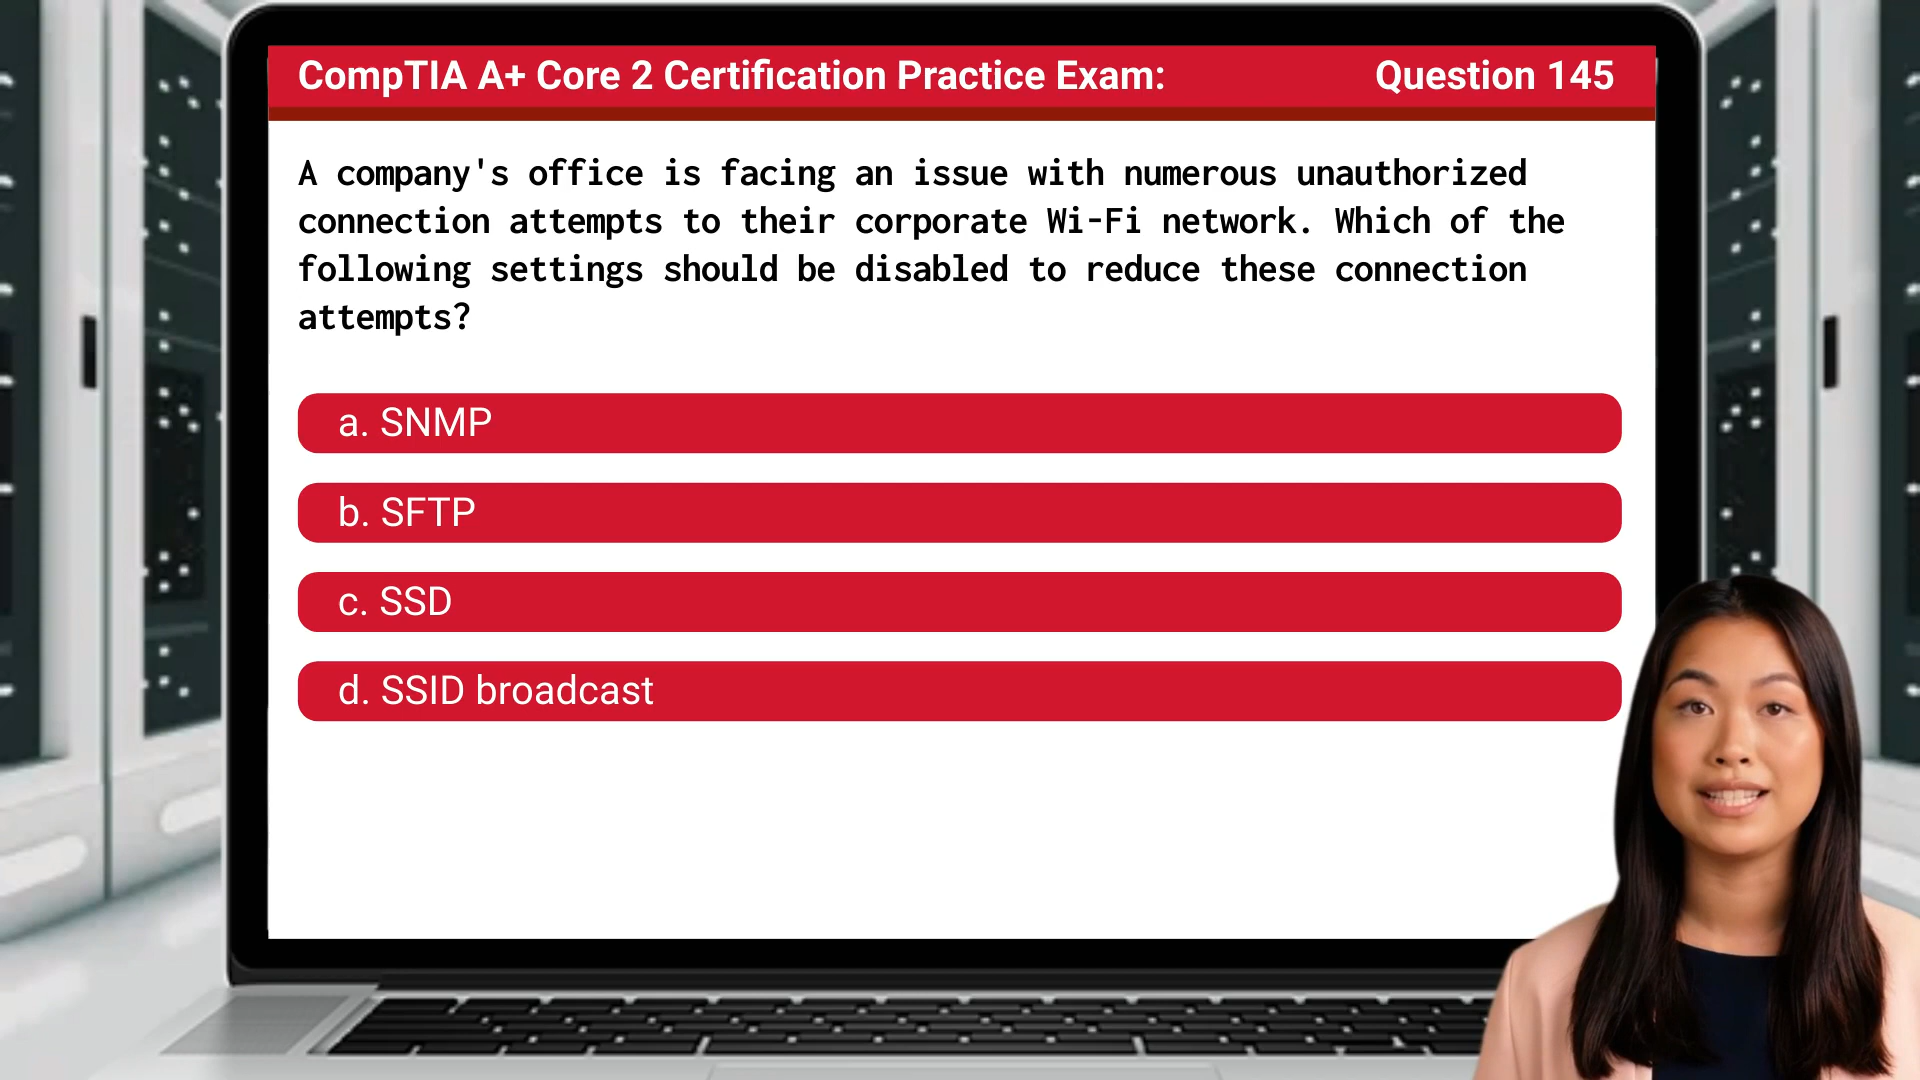 CompTIA A+ Core 2 Certification Practice Exam: Question 145
A company's office is facing an issue with numerous unauthorized
connection attempts to their corporate Wi-Fi network. Which of the
following settings should be disabled to reduce these connection
attempts?
a. SNMP
b. SFTP
c. SSD
d. SSID broadcast